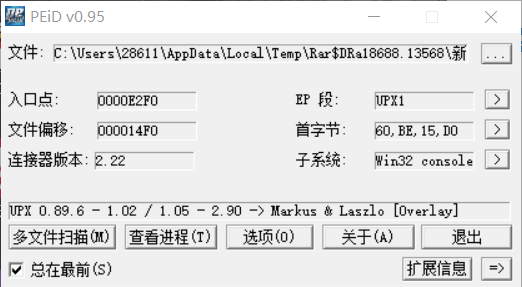 PEiD v0.95
文件: C:\Users\28611\AppData\Local\Temp\Rar$DRa18688.13568\新 ...
入口点: 0000E2F0 EP 段: UPX1 >
文件偏移: 000014F0 首字节: 60,BE,15,D0 >
连接器版本: 2.22 子系统: Win32 console >
UPX 0.89.6 - 1.02 / 1.05 - 2.90 -> Markus & Laszlo [Overlay]
多文件扫描(M) 查看进程(T) 选项(O) 关于(A) 退出
总在最前(S) 扩展信息 =>